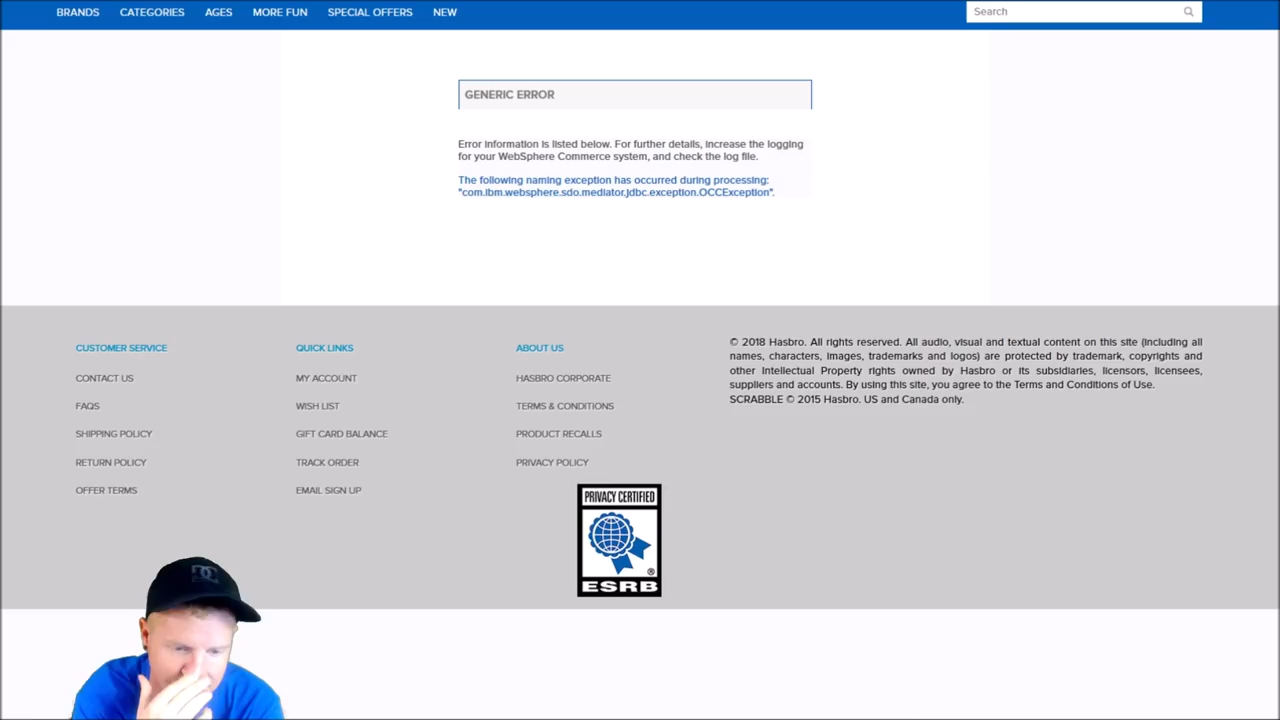 BRANDS CATEGORIES AGES MORE FUN SPECIAL OFFERS NEW Search
GENERIC ERROR
Error information is listed below. For further details, increase the logging
for your WebSphere Commerce system, and check the log file.
The following naming exception has occurred during processing:
"com.ibm.websphere.sdo.mediator.jdbc.exception.OCCException".
CUSTOMER SERVICE
CONTACT US
FAQS
SHIPPING POLICY
RETURN POLICY
OFFER TERMS
QUICK LINKS
MY ACCOUNT
WISH LIST
GIFT CARD BALANCE
TRACK ORDER
EMAIL SIGN UP
ABOUT US
HASBRO CORPORATE
TERMS & CONDITIONS
PRODUCT RECALLS
PRIVACY POLICY
PRIVACY CERTIFIED
®
ESRB
© 2018 Hasbro. All rights reserved. All audio, visual and textual content on this site (including all
names, characters, images, trademarks and logos) are protected by trademark, copyrights and
other Intellectual Property rights owned by Hasbro or its subsidiaries, licensors, licensees,
suppliers and accounts. By using this site, you agree to the Terms and Conditions of Use.
SCRABBLE © 2015 Hasbro. US and Canada only.